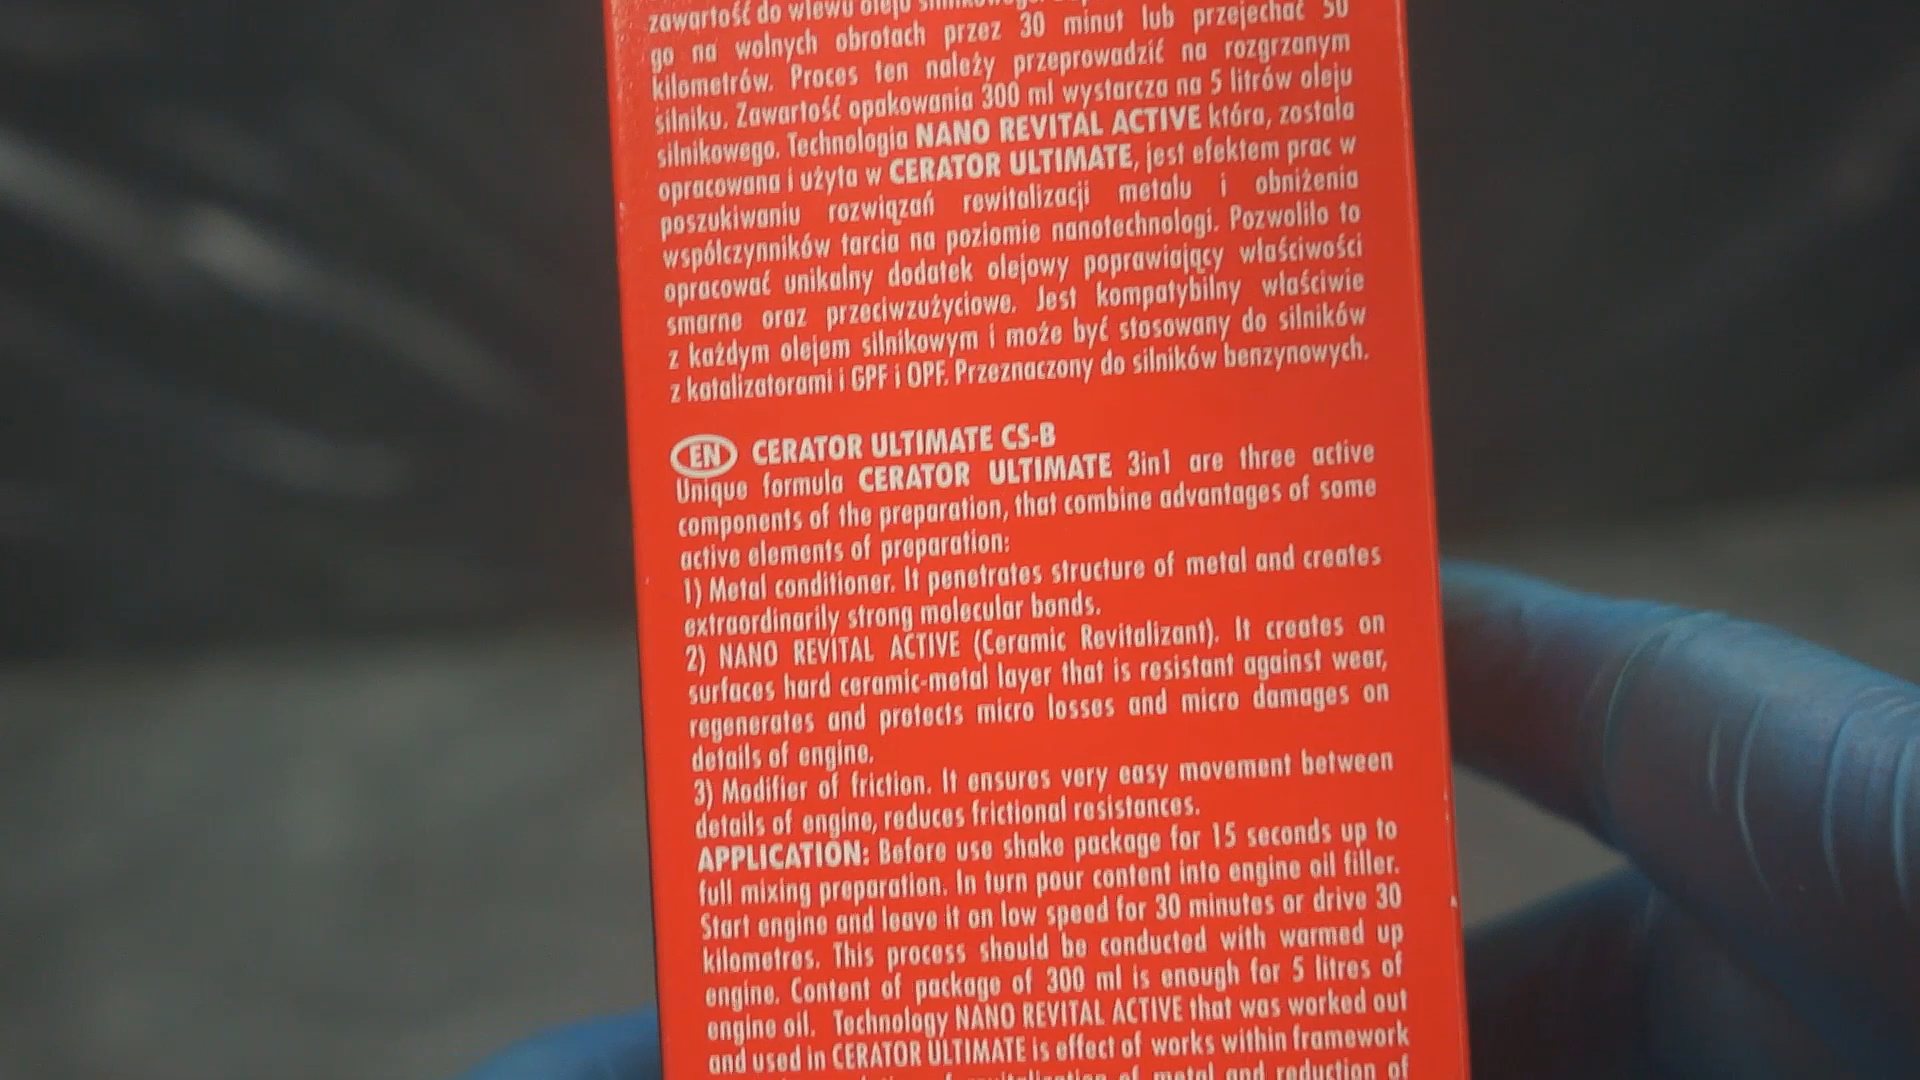 zawartość do wlewu oleju
go na wolnych obrotach przez 30 minut lub przejechać 50
kilometrów. Proces ten należy przeprowadzić na rozgrzanym
silniku. Zawartość opakowania 300 ml wystarcza na 5 litrów oleju
silnikowego. Technologia NANO REVITAL ACTIVE która, została
opracowana i użyta w CERATOR ULTIMATE, jest efektem prac w
poszukiwaniu rozwiązań rewitalizacji metalu i obniżenia
współczynników tarcia na poziomie nanotechnologi. Pozwoliło to
opracować unikalny dodatek olejowy poprawiający właściwości
smarne oraz przeciwzużyciowe. Jest kompatybilny właściwie
z każdym olejem silnikowym i może być stosowany do silników
z katalizatorami i GPF i OPF. Przeznaczony do silników benzynowych.
EN CERATOR ULTIMATE CS-B
Unique formula CERATOR ULTIMATE 3in1 are three active
components of the preparation, that combine advantages of some
active elements of preparation:
1) Metal conditioner. It penetrates structure of metal and creates
extraordinarily strong molecular bonds.
2) NANO REVITAL ACTIVE (Ceramic Revitalizant). It creates on
surfaces hard ceramic-metal layer that is resistant against wear,
regenerates and protects micro losses and micro damages on
details of engine.
3) Modifier of friction. It ensures very easy movement between
details of engine, reduces frictional resistances.
APPLICATION: Before use shake package for 15 seconds up to
full mixing preparation. In turn pour content into engine oil filler.
Start engine and leave it on low speed for 30 minutes or drive 30
kilometres. This process should be conducted with warmed up
engine. Content of package of 300 ml is enough for 5 litres of
engine oil. Technology NANO REVITAL ACTIVE that was worked out
and used in CERATOR ULTIMATE is effect of works within framework
of metal and reduction of